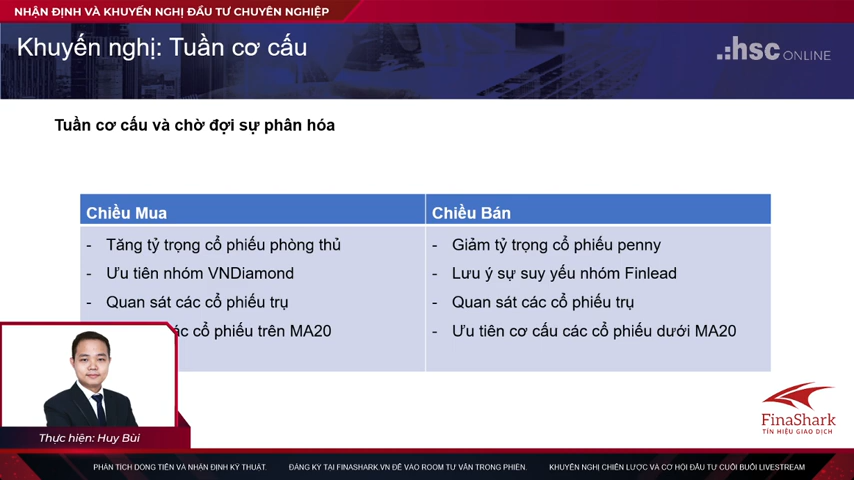 NHẬN ĐỊNH VÀ KHUYẾN NGHỊ ĐẦU TƯ CHUYÊN NGHIỆP
Khuyến nghị: Tuần cơ cấu
.:hsc ONLINE
Tuần cơ cấu và chờ đợi sự phân hóa
Chiều Mua
- Tăng tỷ trọng cổ phiếu phòng thủ
- Ưu tiên nhóm VNDiamond
- Quan sát các cổ phiếu trụ
các cổ phiếu trên MA20
Chiều Bán
- Giảm tỷ trọng cổ phiếu penny
- Lưu ý sự suy yếu nhóm Finlead
- Quan sát các cổ phiếu trụ
- Ưu tiên cơ cấu các cổ phiếu dưới MA20
Thực hiện: Huy Bùi
FinaShark
TÍN HIỆU GIAO DỊCH
PHÂN TÍCH DÒNG TIỀN VÀ NHẬN ĐỊNH KỸ THUẬT. ĐĂNG KÝ TẠI FINASHARK.VN ĐỂ VÀO ROOM TƯ VẤN TRONG PHIÊN. KHUYẾN NGHỊ CHIẾN LƯỢC VÀ CƠ HỘI ĐẦU TƯ CUỐI BUỔI LIVESTREAM